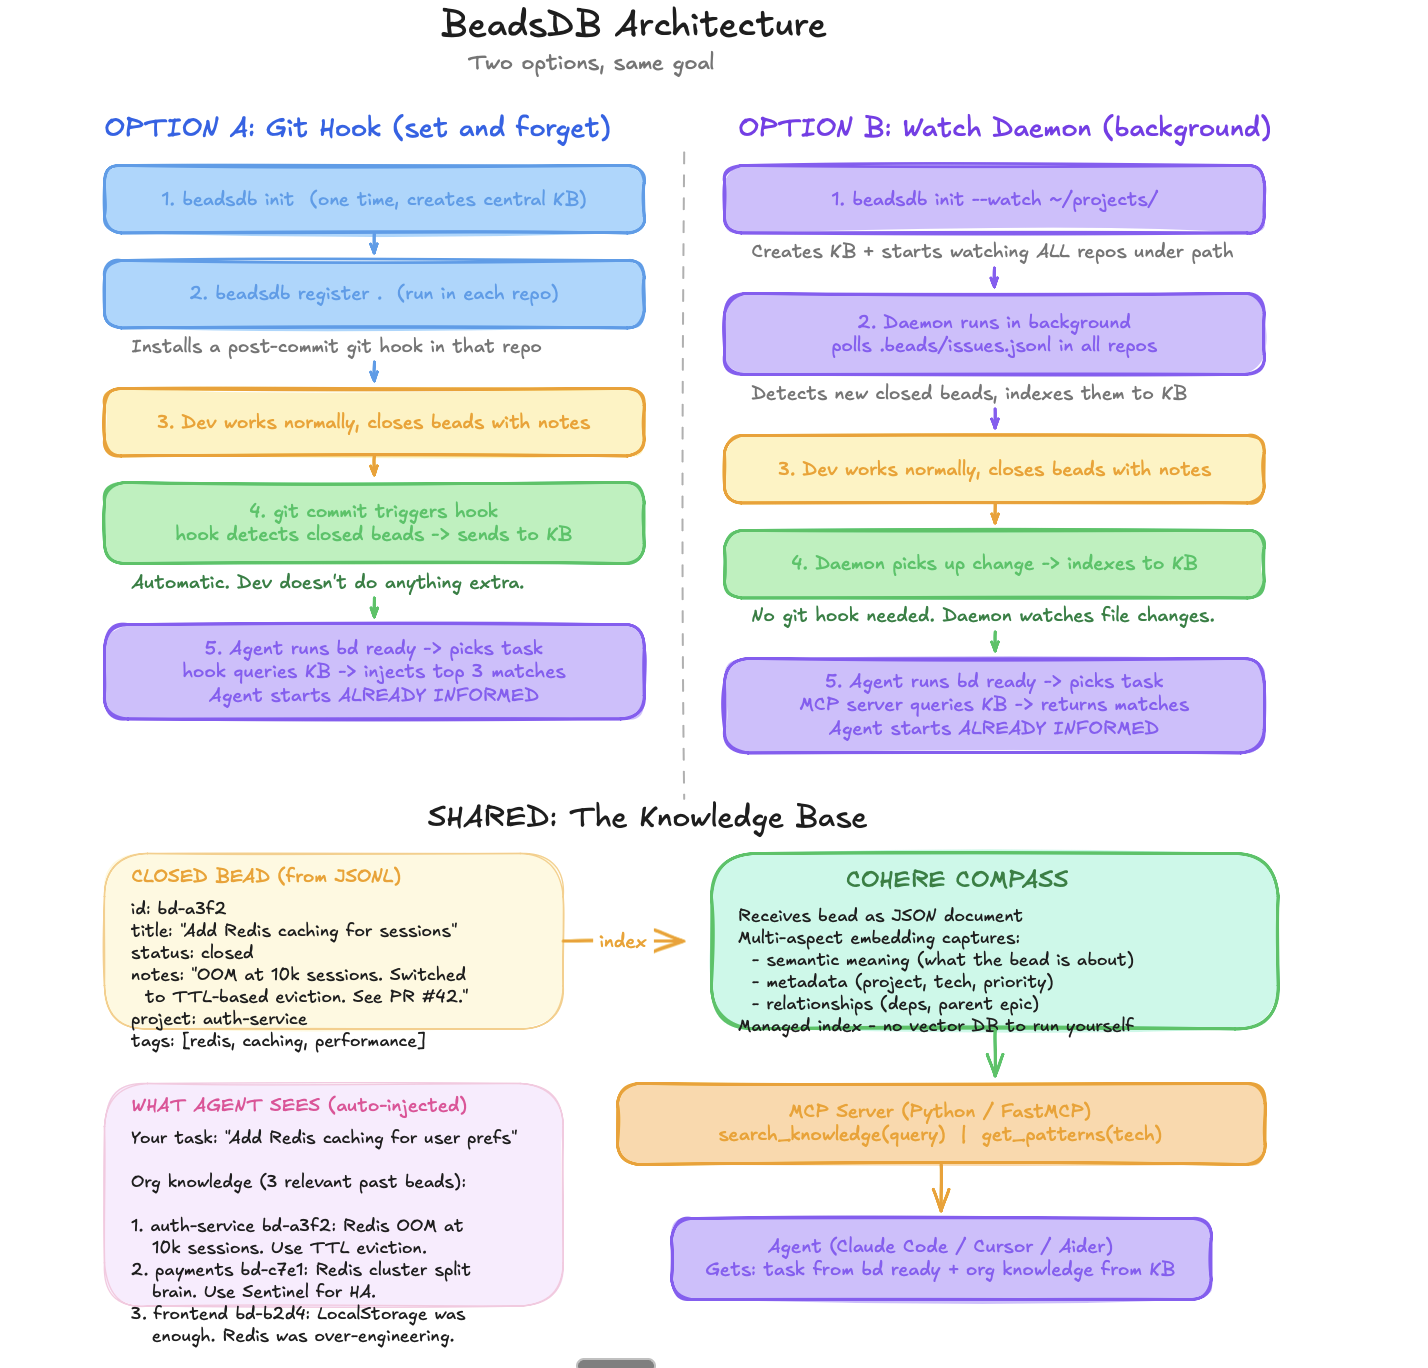 BeadsDB Architecture
Two options, same goal
OPTION A: Git Hook (set and forget)
1. beadsdb init  (one time, creates central KB)
2. beadsdb register .  (run in each repo)
Installs a post-commit git hook in that repo
3. Dev works normally, closes beads with notes
4. git commit triggers hook
hook detects closed beads -> sends to KB
Automatic. Dev doesn't do anything extra.
5. Agent runs bd ready -> picks task
hook queries KB -> injects top 3 matches
Agent starts ALREADY INFORMED
OPTION B: Watch Daemon (background)
1. beadsdb init --watch ~/projects/
Creates KB + starts watching ALL repos under path
2. Daemon runs in background
polls .beads/issues.jsonl in all repos
Detects new closed beads, indexes them to KB
3. Dev works normally, closes beads with notes
4. Daemon picks up change -> indexes to KB
No git hook needed. Daemon watches file changes.
5. Agent runs bd ready -> picks task
MCP server queries KB -> returns matches
Agent starts ALREADY INFORMED
SHARED: The Knowledge Base
CLOSED BEAD (from JSONL)
id: bd-a3f2
title: "Add Redis caching for sessions"
status: closed
notes: "OOM at 10k sessions. Switched
to TTL-based eviction. See PR #42."
project: auth-service
tags: [redis, caching, performance]
index
COHERE COMPASS
Receives bead as JSON document
Multi-aspect embedding captures:
- semantic meaning (what the bead is about)
- metadata (project, tech, priority)
- relationships (deps, parent epic)
Managed index - no vector DB to run yourself
WHAT AGENT SEES (auto-injected)
Your task: "Add Redis caching for user prefs"
Org knowledge (3 relevant past beads):
1. auth-service bd-a3f2: Redis OOM at
10k sessions. Use TTL eviction.
2. payments bd-c7e1: Redis cluster split
brain. Use Sentinel for HA.
3. frontend bd-b2d4: LocalStorage was
enough. Redis was over-engineering.
MCP Server (Python / FastMCP)
search_knowledge(query)  |  get_patterns(tech)
Agent (Claude Code / Cursor / Aider)
Gets: task from bd ready + org knowledge from KB